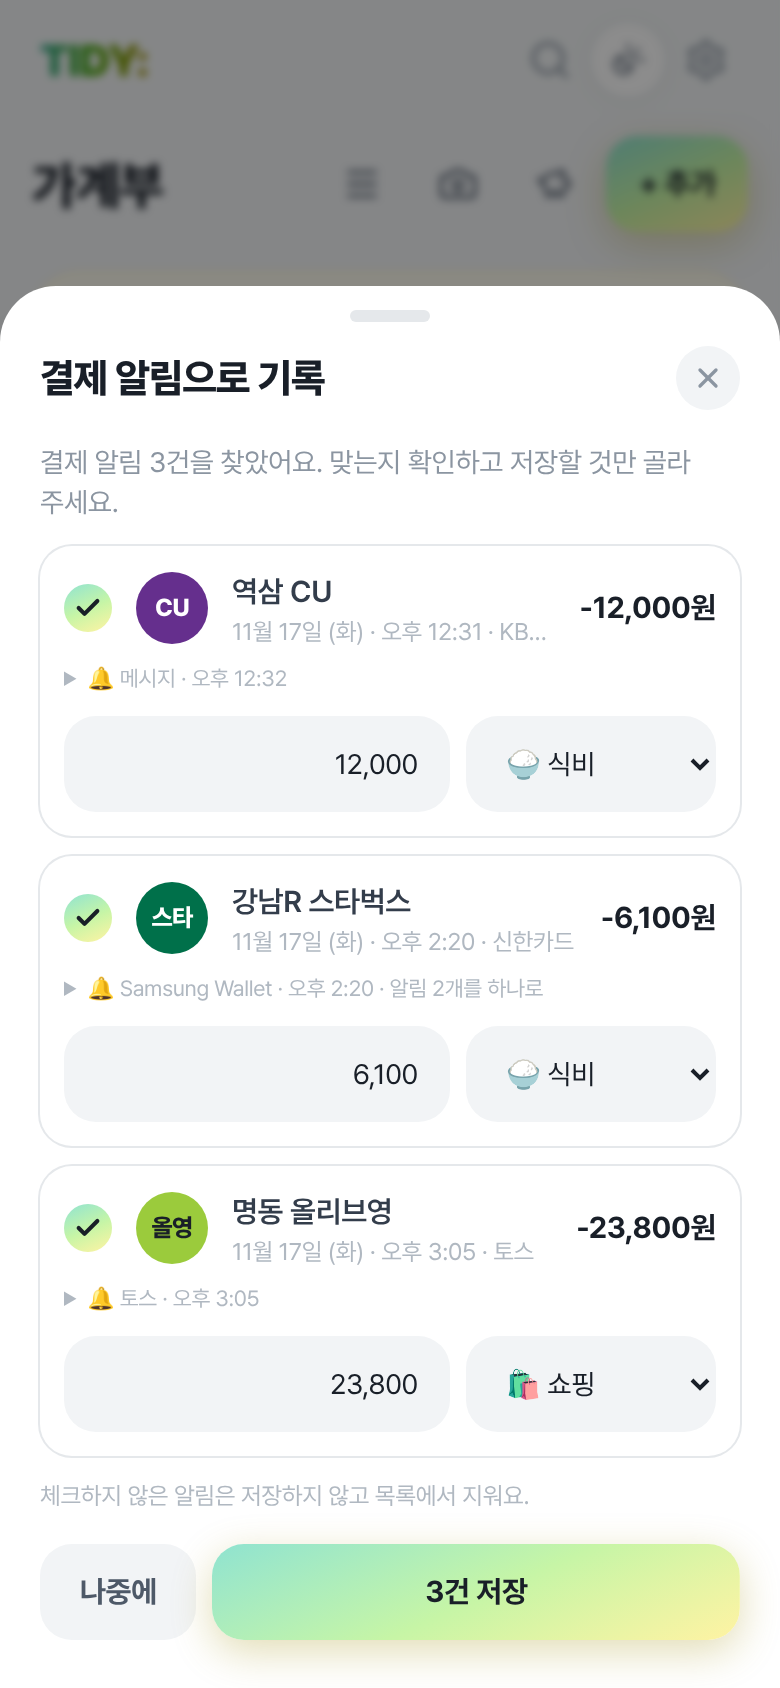 TIDY:
가계부
+ 추가
결제 알림으로 기록
결제 알림 3건을 찾았어요. 맞는지 확인하고 저장할 것만 골라
주세요.
CU
역삼 CU
-12,000원
11월 17일 (화) · 오후 12:31 · KB...
메시지 · 오후 12:32
12,000
식비
스타
강남R 스타벅스
-6,100원
11월 17일 (화) · 오후 2:20 · 신한카드
Samsung Wallet · 오후 2:20 · 알림 2개를 하나로
6,100
식비
올영
명동 올리브영
-23,800원
11월 17일 (화) · 오후 3:05 · 토스
토스 · 오후 3:05
23,800
쇼핑
체크하지 않은 알림은 저장하지 않고 목록에서 지워요.
나중에
3건 저장